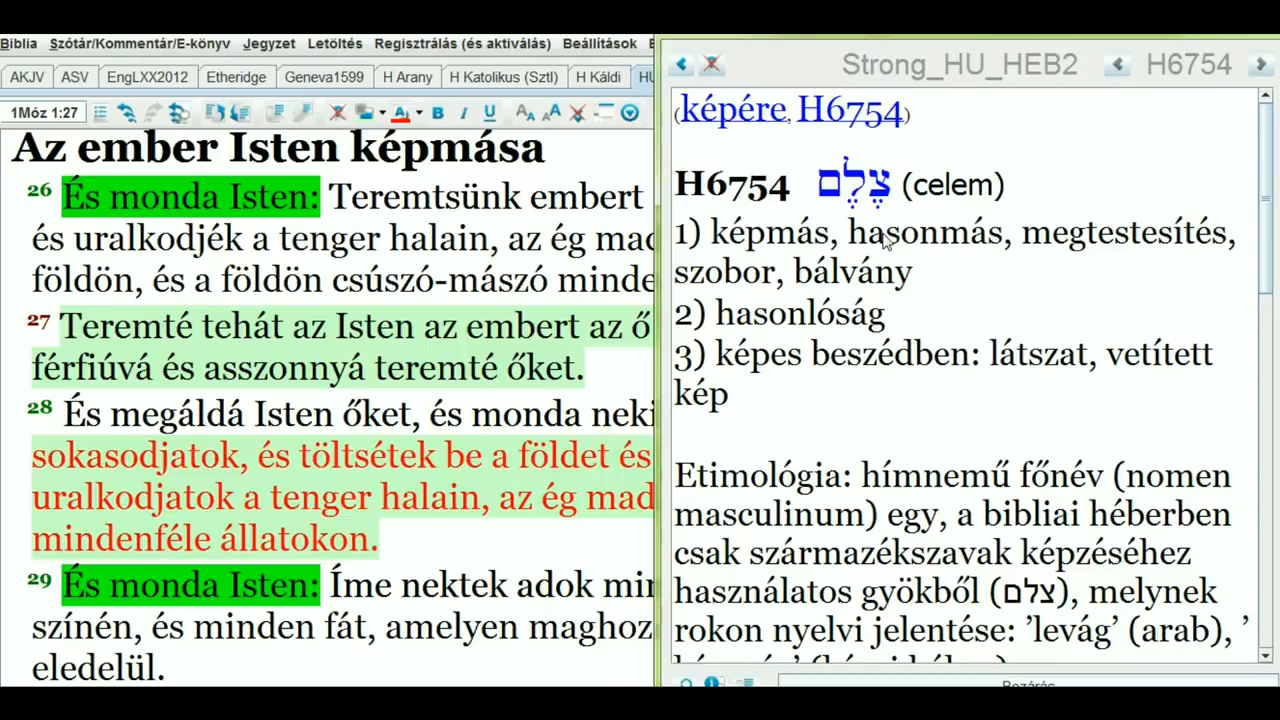 Biblia Szótár/Kommentár/E-könyv Jegyzet Letöltés Regisztrálás (és aktiválás) Beállítások
AKJV ASV EngLXX2012 Etheridge Geneva1599 H Arany H Katolikus (Sztl) H Káldi HU
1Móz 1:27
Az ember Isten képmása
26 És monda Isten: Teremtsünk embert
és uralkodjék a tenger halain, az ég mad
földön, és a földön csúszó-mászó minde
27 Teremté tehát az Isten az embert az ő
férfiúvá és asszonnyá teremté őket.
28 És megáldá Isten őket, és monda neki
sokasodjatok, és töltsétek be a földet és
uralkodjatok a tenger halain, az ég mad
mindenféle állatokon.
29 És monda Isten: Íme nektek adok min
színén, és minden fát, amelyen maghoz
eledelül.
Strong_HU_HEB2 H6754
(képére, H6754)
H6754 צֶלֶם (celem)
1) képmás, hasonmás, megtestesítés,
szobor, bálvány
2) hasonlóság
3) képes beszédben: látszat, vetített
kép
Etimológia: hímnemű főnév (nomen
masculinum) egy, a bibliai héberben
csak származékszavak képzéséhez
használatos gyökből (צלם), melynek
rokon nyelvi jelentése: ’levág’ (arab), ’